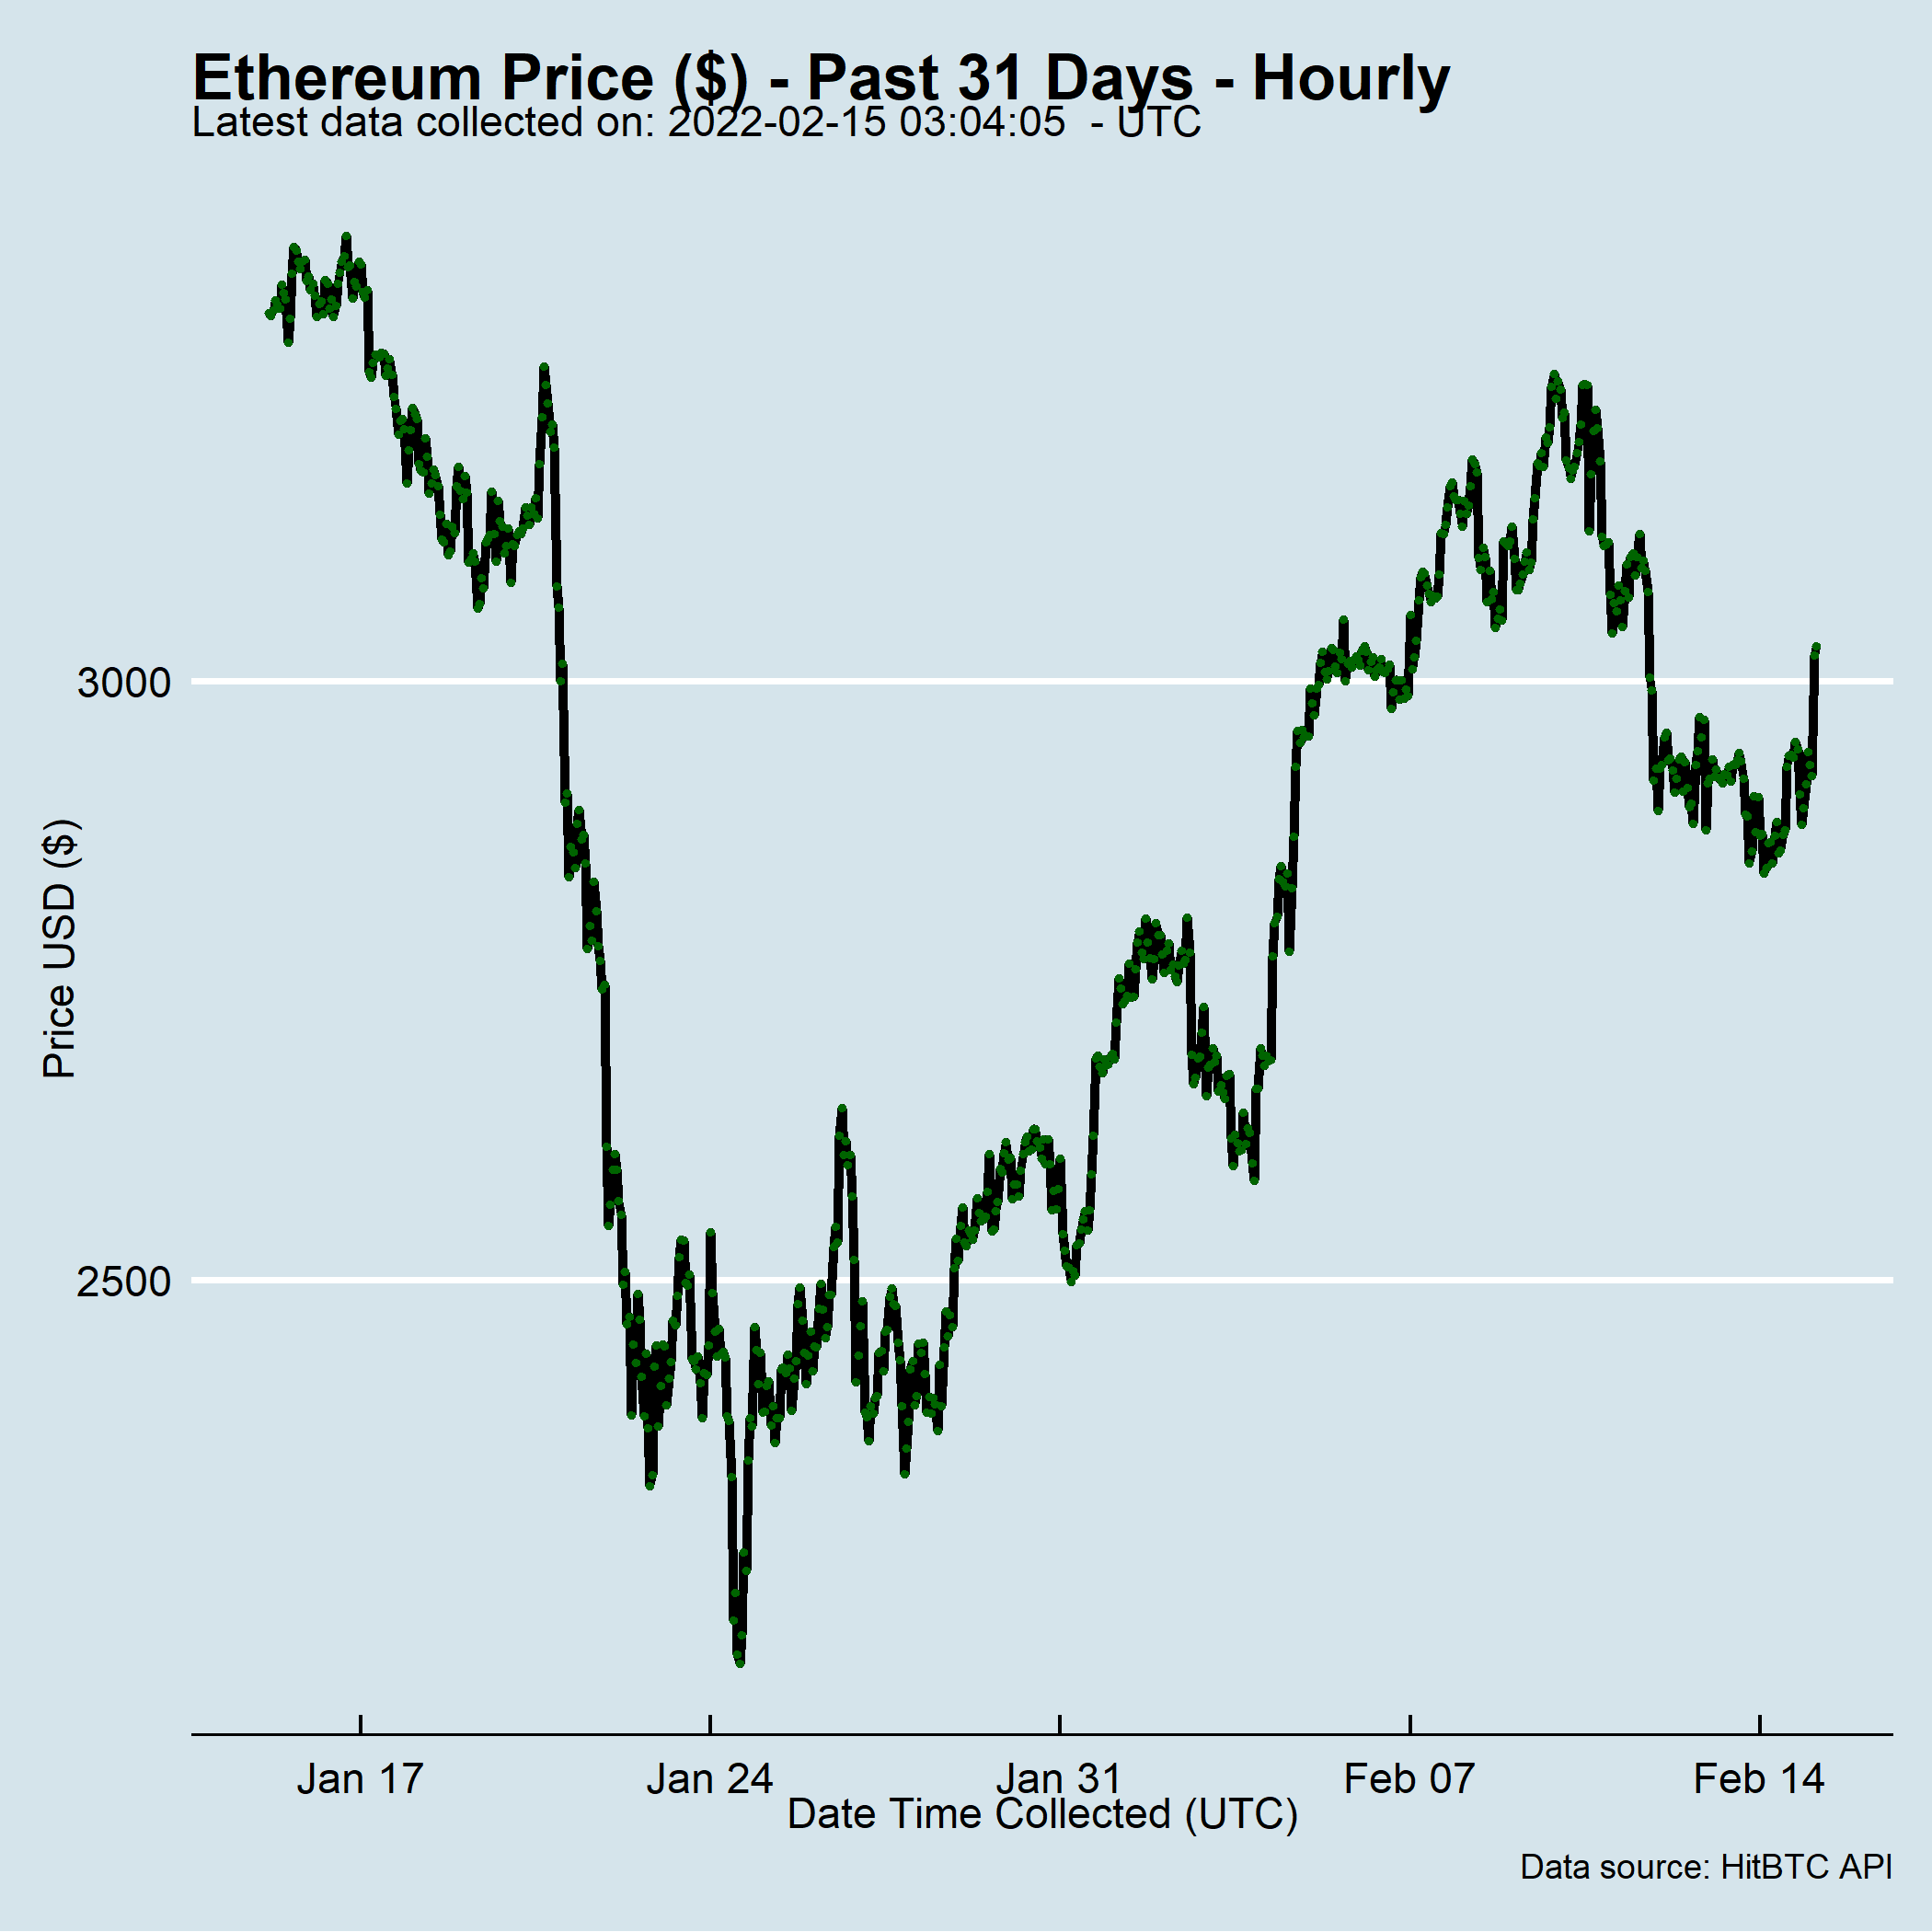 Ethereum Price ($) - Past 31 Days - Hourly
Latest data collected on: 2022-02-15 03:04:05  - UTC
Price USD ($)
3000
2500
Jan 17
Jan 24
Jan 31
Feb 07
Feb 14
Date Time Collected (UTC)
Data source: HitBTC API